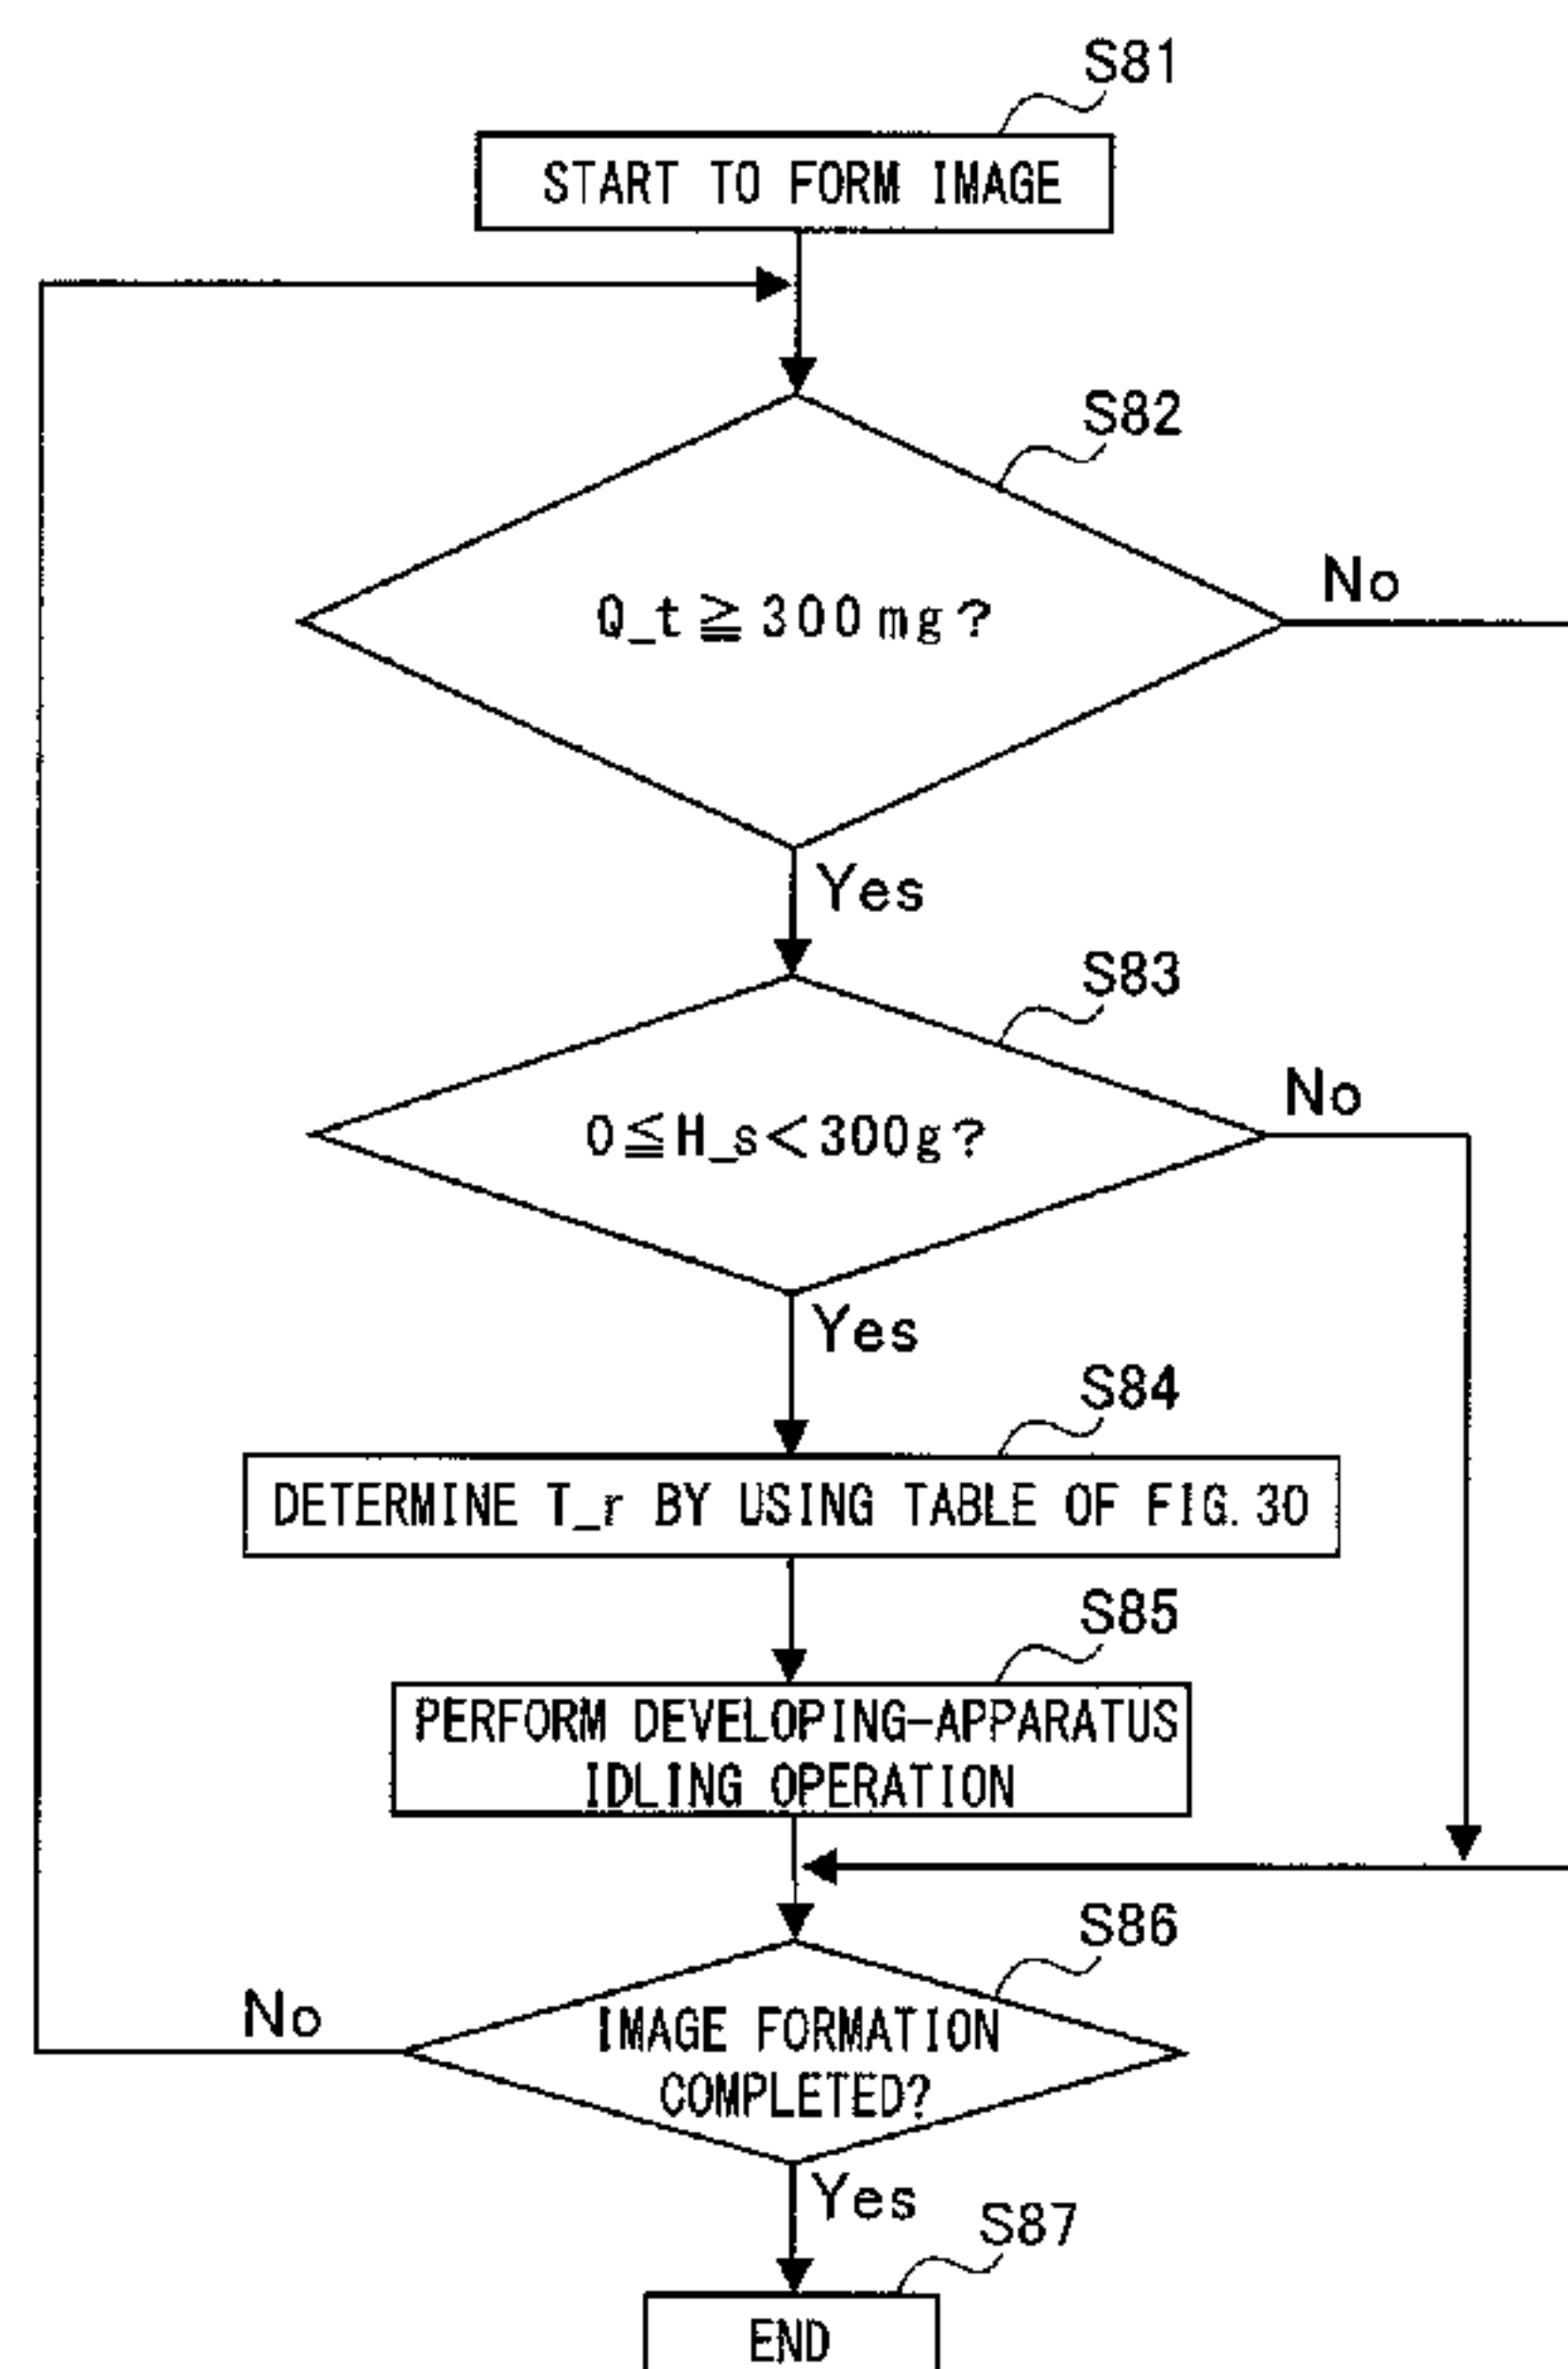 S81
START TO FORM IMAGE
S82
Q_t≧300mg?
No
Yes
S83
0≦H_s<300g?
No
Yes
S84
DETERMINE T_r BY USING TABLE OF FIG.30
S85
PERFORM DEVELOPING-APPARATUS
IDLING OPERATION
S86
IMAGE FORMATION
COMPLETED?
No
Yes
S87
END